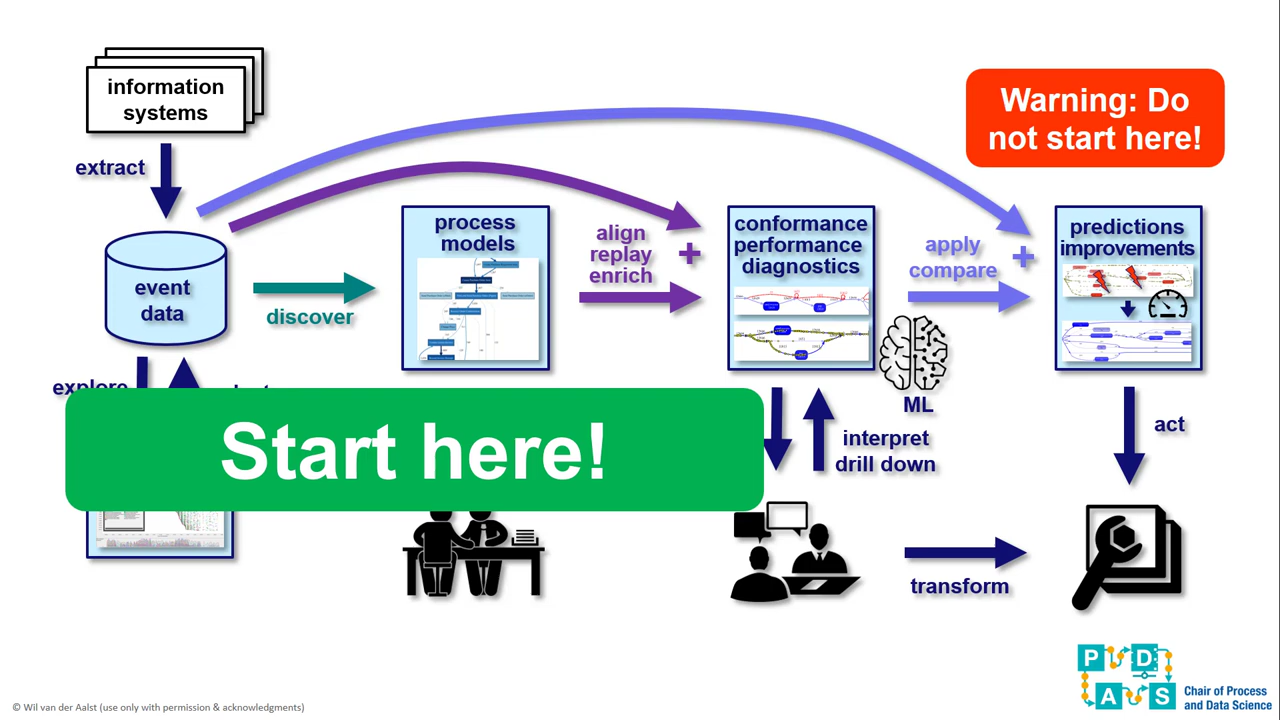 information
systems
Warning: Do
not start here!
extract
process
models
align
replay
enrich
+
conformance
performance
diagnostics
apply
compare
+
predictions
improvements
event
data
discover
explore
ML
Start here!
interpret
drill down
act
transform
P D
A S
Chair of Process
and Data Science
© Wil van der Aalst (use only with permission & acknowledgments)